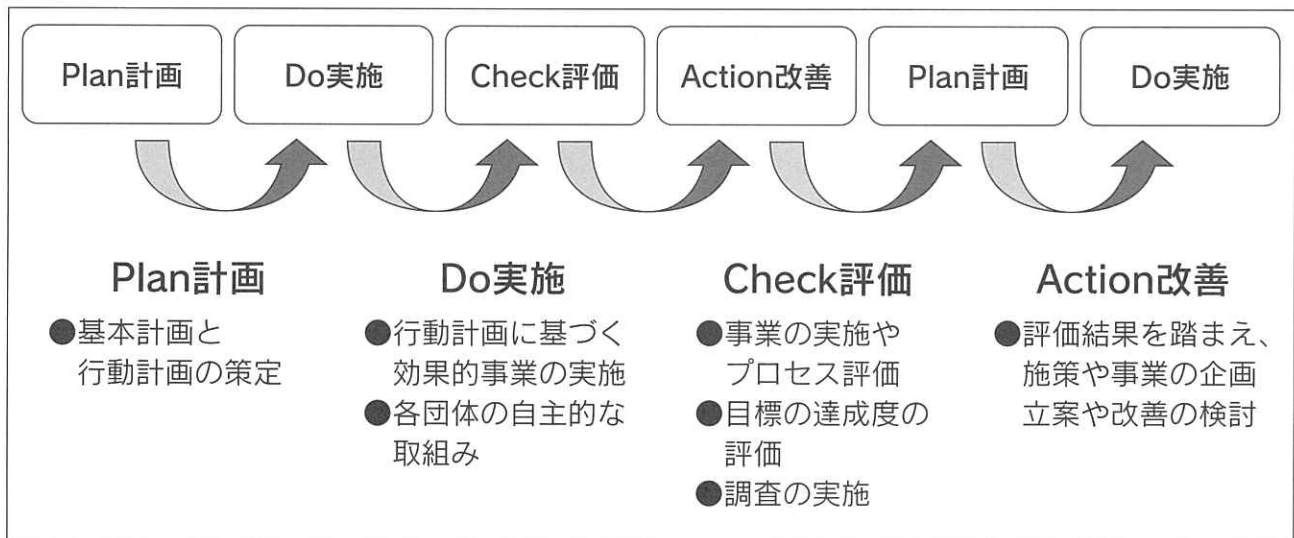 Plan計画
Do実施
Check評価
Action改善
Plan計画
Do実施
Plan計画
●基本計画と
行動計画の策定
Do実施
●行動計画に基づく
効果的事業の実施
●各団体の自主的な
取組み
Check評価
●事業の実施や
プロセス評価
●目標の達成度の
評価
●調査の実施
Action改善
●評価結果を踏まえ、
施策や事業の企画
立案や改善の検討